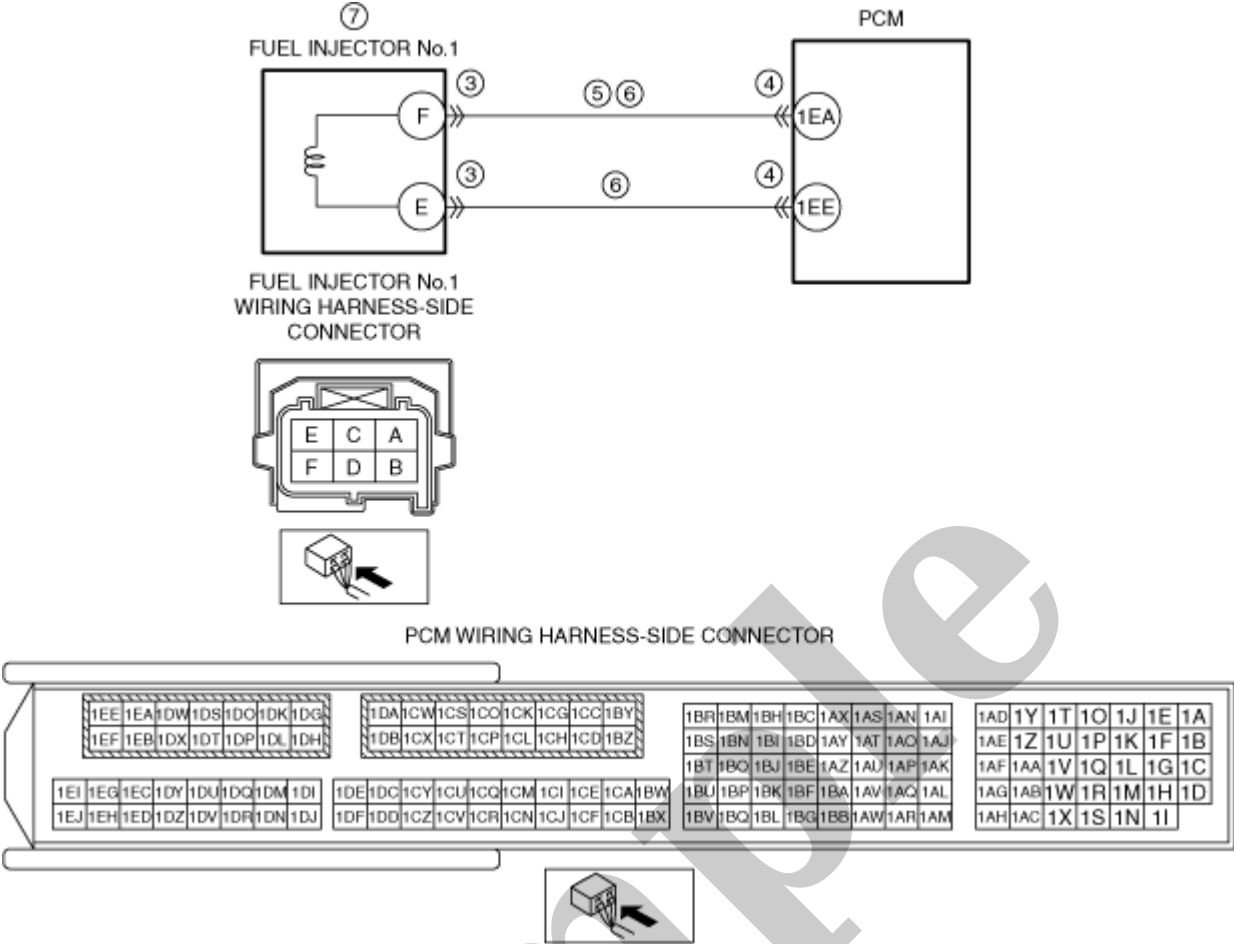 ⑦
FUEL INJECTOR No.1
PCM
③ ⑤⑥ ④
F 1EA
③ ⑥ ④
E 1EE
FUEL INJECTOR No.1
WIRING HARNESS-SIDE
CONNECTOR
E C A
F D B
PCM WIRING HARNESS-SIDE CONNECTOR
1EE 1EA 1DW 1DS 1DO 1DK 1DG 1DA 1CW 1CS 1CO 1CK 1CG 1CC 1BY
1EF 1EB 1DX 1DT 1DP 1DL 1DH 1DB 1CX 1CT 1CP 1CL 1CH 1CD 1BZ
1EI 1EG 1EC 1DY 1DU 1DQ 1DM 1DI 1DE 1DC 1CY 1CU 1CQ 1CM 1CI 1CE 1CA 1BW
1EJ 1EH 1ED 1DZ 1DV 1DR 1DN 1DJ 1DF 1DD 1CZ 1CV 1CR 1CN 1CJ 1CF 1CB 1BX
1BR 1BM 1BH 1BC 1AX 1AS 1AN 1AI 1AD 1Y 1T 1O 1J 1E 1A
1BS 1BN 1BI 1BD 1AY 1AT 1AO 1AJ 1AE 1Z 1U 1P 1K 1F 1B
1BT 1BO 1BJ 1BE 1AZ 1AU 1AP 1AK 1AF 1AA 1V 1Q 1L 1G 1C
1BU 1BP 1BK 1BF 1BA 1AV 1AQ 1AL 1AG 1AB 1W 1R 1M 1H 1D
1BV 1BQ 1BL 1BG 1BB 1AW 1AR 1AM 1AH 1AC 1X 1S 1N 1I
ple